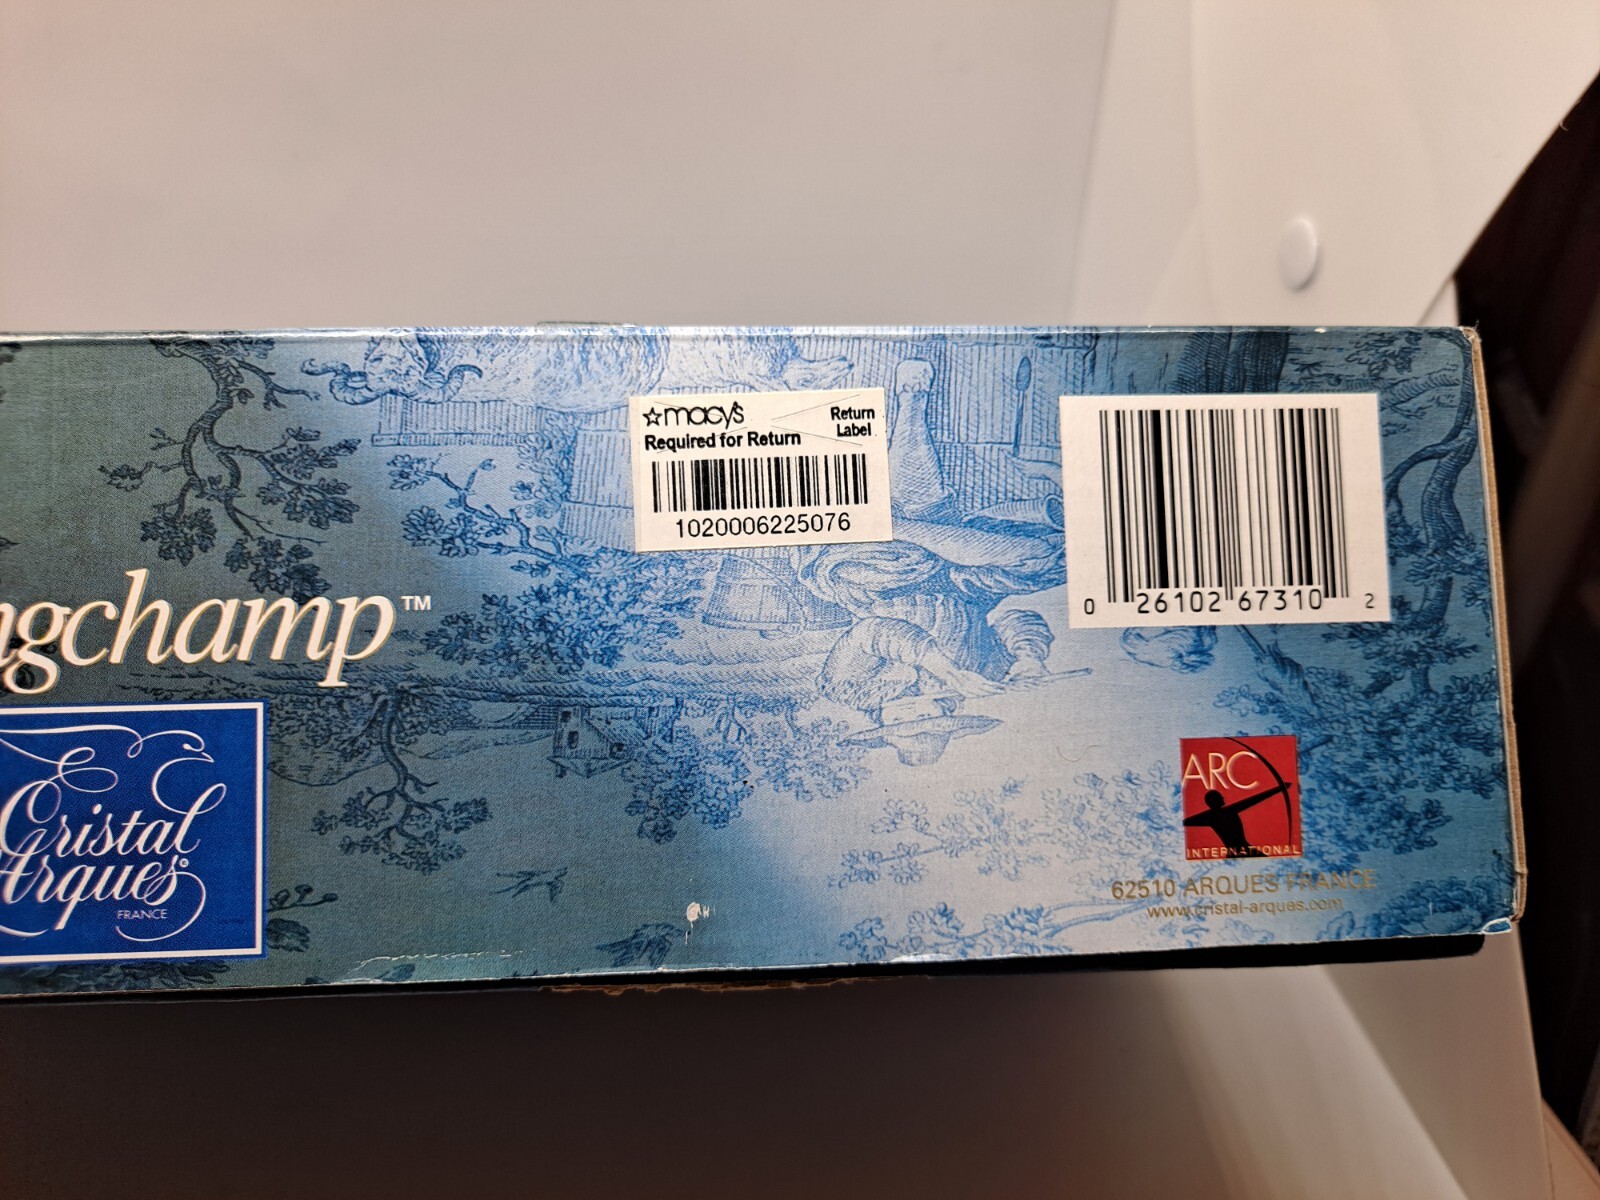 macy's
Return
Label
Required for Return
1020006225076
0 26102 67310 2
ngchamp™
Cristal
d'Arques®
FRANCE
ARC
INTERNATIONAL
62510 ARQUES FRANCE
www.cristal-arques.com